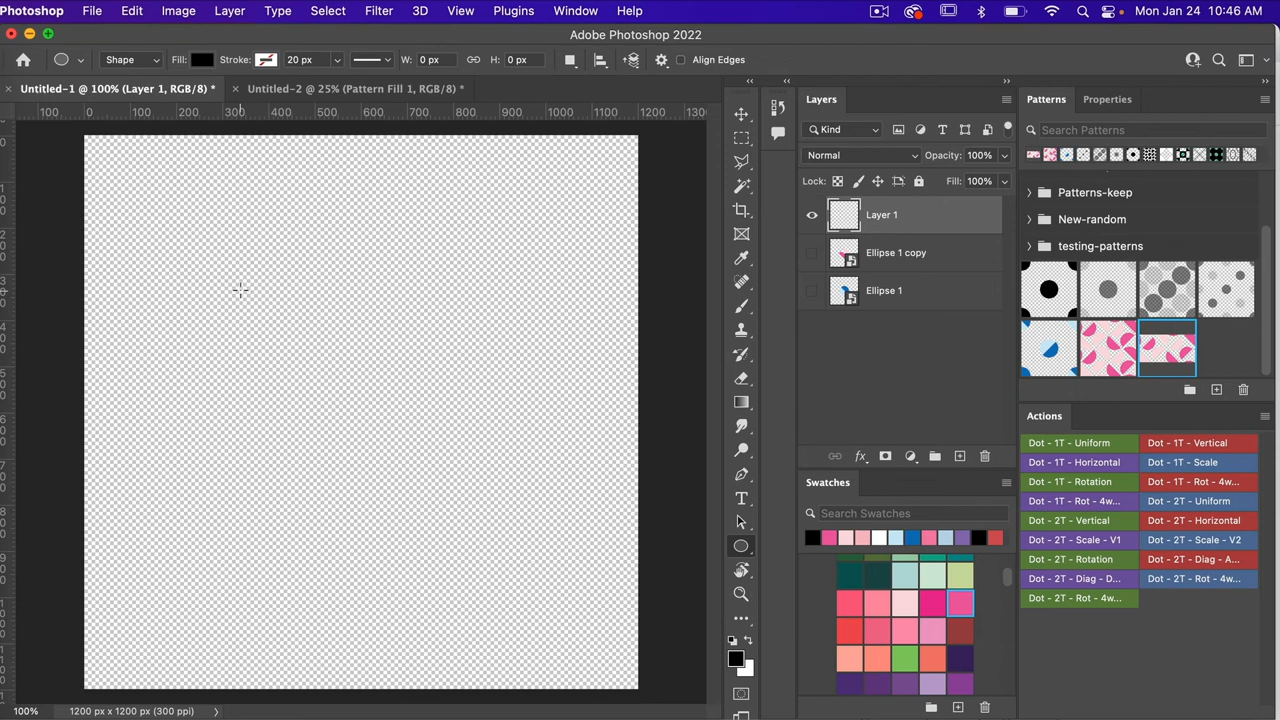 Photoshop File Edit Image Layer Type Select Filter 3D View Plugins Window Help Mon Jan 24 10:46 AM
Adobe Photoshop 2022
Shape Fill: Stroke: 20 px W: 0 px H: 0 px Align Edges
Untitled-1 @ 100% (Layer 1, RGB/8) * Untitled-2 @ 25% (Pattern Fill 1, RGB/8) *
100 0 100 200 300 400 500 600 700 800 900 1000 1100 1200 1300
Layers
Kind
Normal Opacity: 100%
Lock: Fill: 100%
Layer 1
Ellipse 1 copy
Ellipse 1
Swatches
Search Swatches
Patterns Properties
Search Patterns
Patterns-keep
New-random
testing-patterns
Actions
Dot - 1T - Uniform Dot - 1T - Vertical
Dot - 1T - Horizontal Dot - 1T - Scale
Dot - 1T - Rotation Dot - 1T - Rot - 4w...
Dot - 1T - Rot - 4w... Dot - 2T - Uniform
Dot - 2T - Vertical Dot - 2T - Horizontal
Dot - 2T - Scale - V1 Dot - 2T - Scale - V2
Dot - 2T - Rotation Dot - 2T - Diag - A...
Dot - 2T - Diag - D... Dot - 2T - Rot - 4w...
Dot - 2T - Rot - 4w...
100% 1200 px x 1200 px (300 ppi)